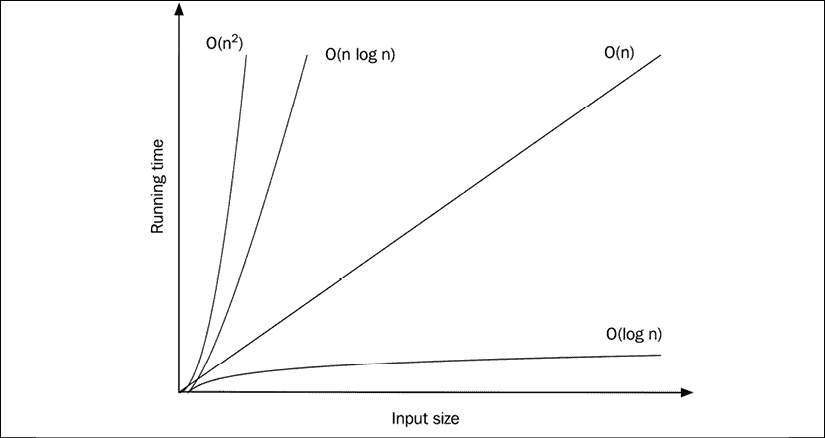 O(n²)
O(n log n)
O(n)
Running time
O(log n)
Input size